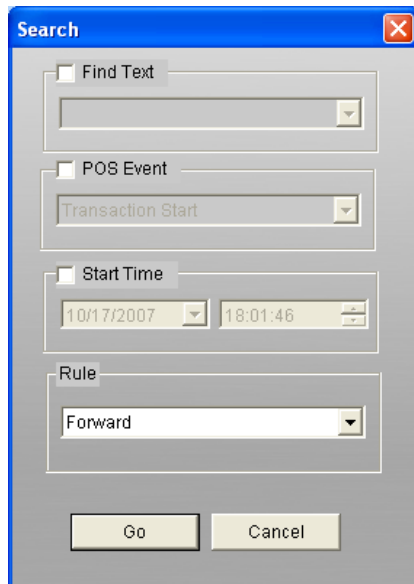 Search
Find Text
POS Event
Transaction Start
Start Time
10/17/2007 18:01:46
Rule
Forward
Go Cancel